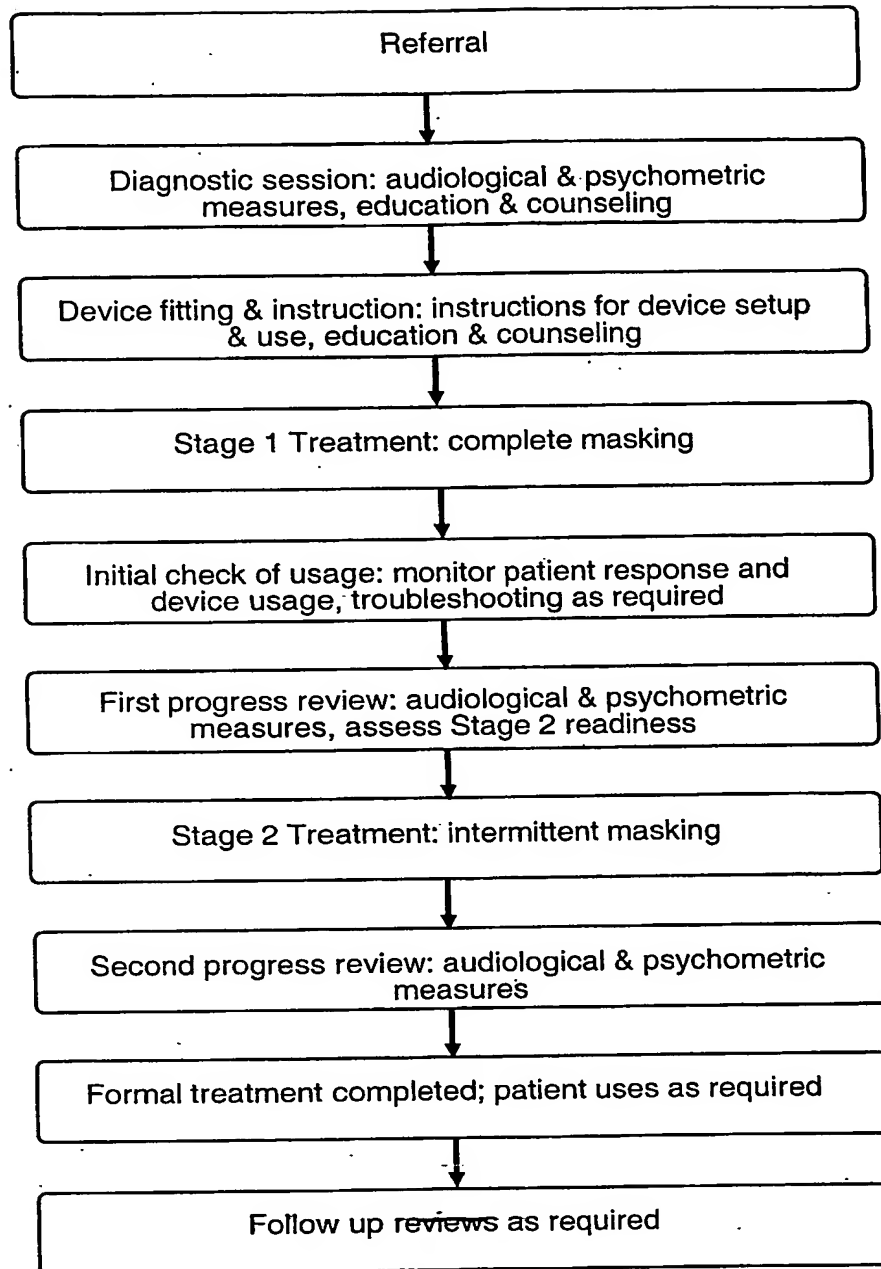 Referral
Diagnostic session: audiological & psychometric
measures, education & counseling
Device fitting & instruction: instructions for device setup
& use, education & counseling
Stage 1 Treatment: complete masking
Initial check of usage: monitor patient response and
device usage, troubleshooting as required
First progress review: audiological & psychometric
measures, assess Stage 2 readiness
Stage 2 Treatment: intermittent masking
Second progress review: audiological & psychometric
measures
Formal treatment completed; patient uses as required
Follow up reviews as required